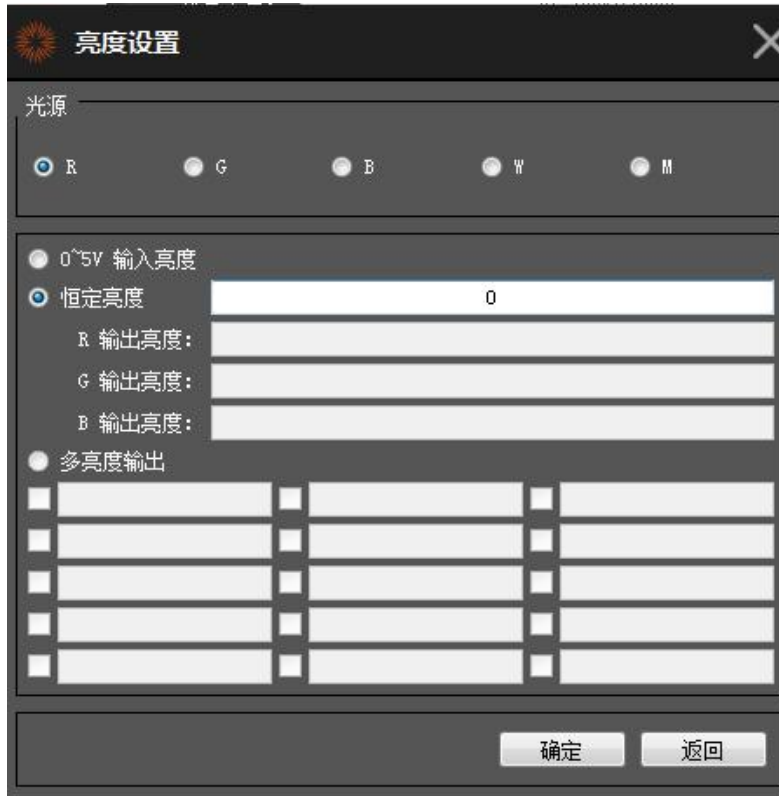 亮度设置
光源
R G B W M
0~5V 输入亮度
恒定亮度 0
R 输出亮度:
G 输出亮度:
B 输出亮度:
多亮度输出
确定 返回